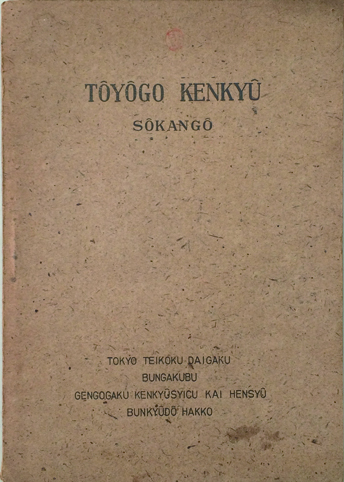 TÔYÔGO KENKYÛ
SÔKANGÔ
TOKYO TEIKOKU DAIGAKU
BUNGAKUBU
GENGOGAKU KENKYÛSYICU KAI HENSYÛ
BUNKYÛDÔ HAKKO